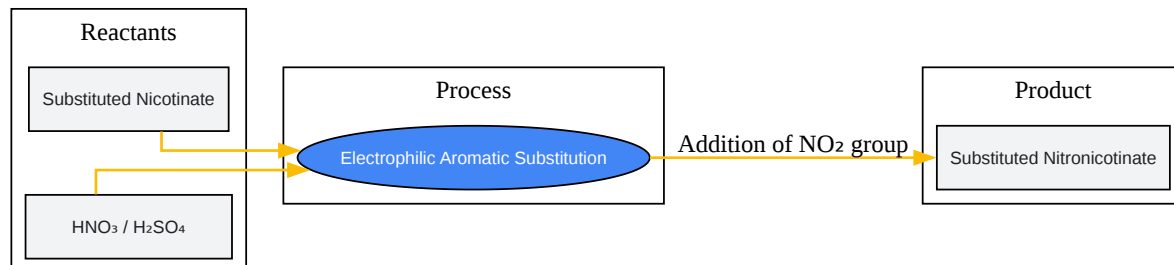 Reactants
Substituted Nicotinate
HNO₃ / H₂SO₄
Process
Electrophilic Aromatic Substitution
Addition of NO₂ group
Product
Substituted Nitronicotinate